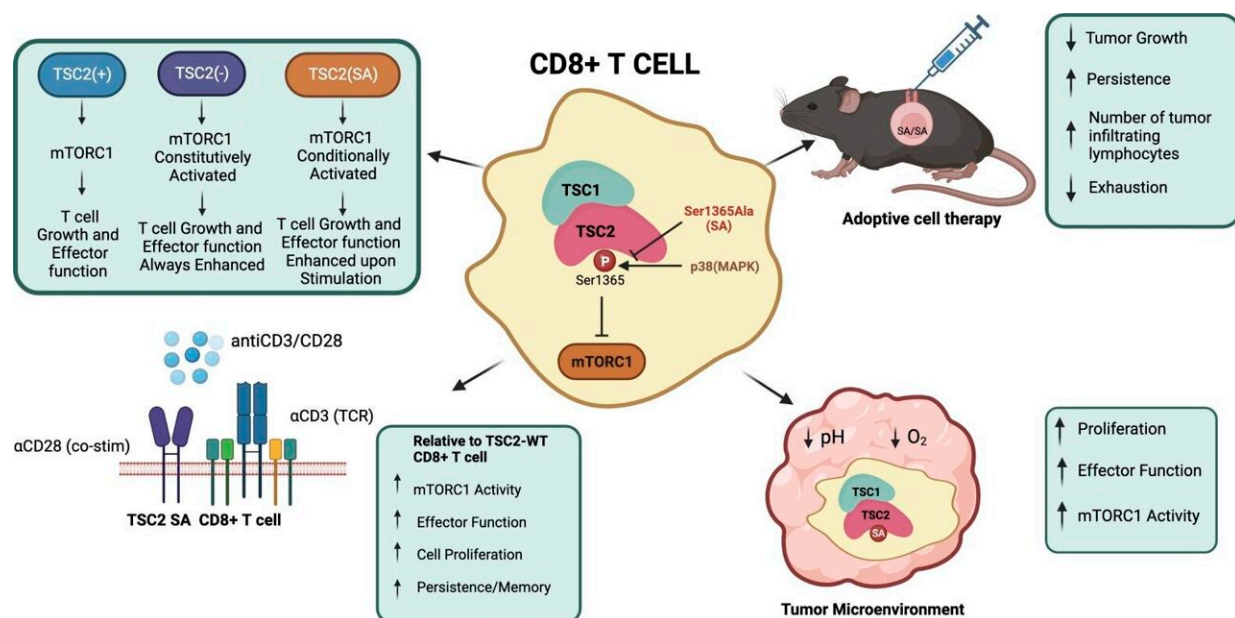 TSC2(+)
mTORC1
T cell
Growth and
Effector
function
TSC2(-)
mTORC1
Constitutively
Activated
T cell Growth and
Effector function
Always Enhanced
TSC2(SA)
mTORC1
Conditionally
Activated
T cell Growth and
Effector function
Enhanced upon
Stimulation
CD8+ T CELL
TSC1
TSC2
P
Ser1365
Ser1365Ala
(SA)
p38(MAPK)
mTORC1
SA/SA
Adoptive cell therapy
↓ Tumor Growth
↑ Persistence
↑ Number of tumor
infiltrating
lymphocytes
↓ Exhaustion
antiCD3/CD28
αCD3 (TCR)
αCD28 (co-stim)
TSC2 SA CD8+ T cell
Relative to TSC2-WT
CD8+ T cell
↑ mTORC1 Activity
↑ Effector Function
↑ Cell Proliferation
↑ Persistence/Memory
↓ pH ↓ O₂
TSC1
TSC2
SA
Tumor Microenvironment
↑ Proliferation
↑ Effector Function
↑ mTORC1 Activity